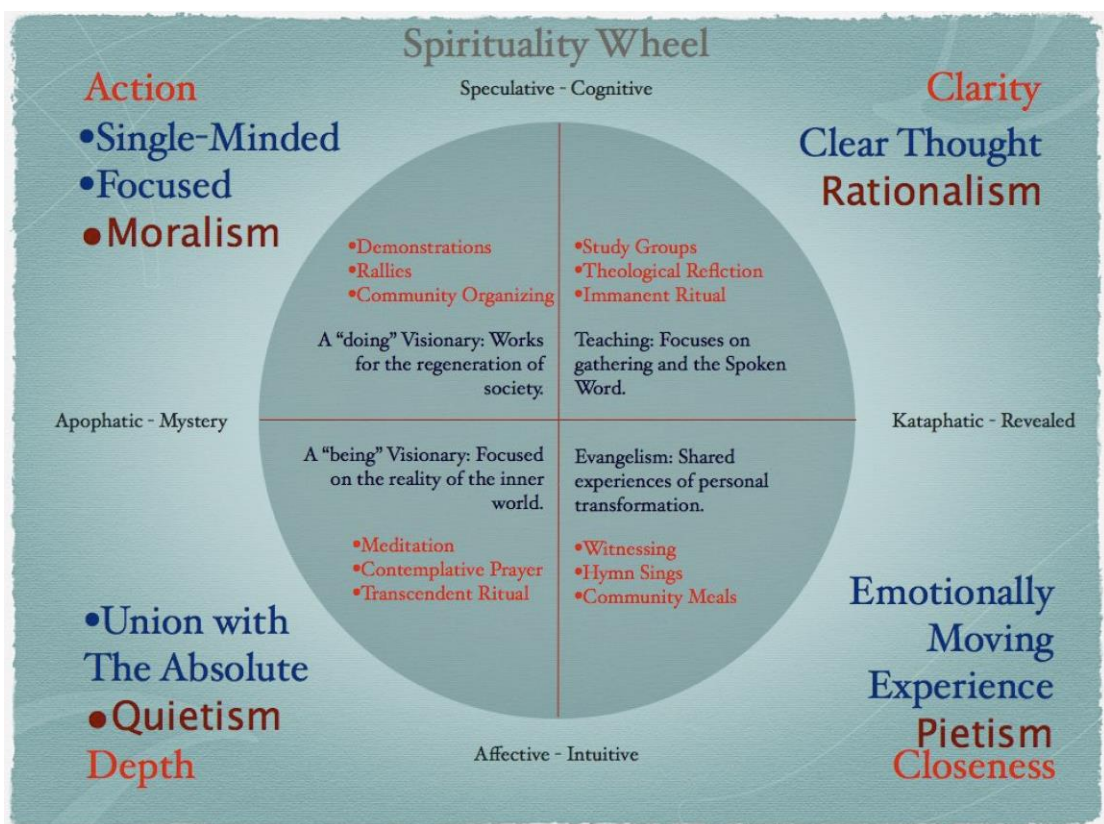 Spirituality Wheel
Speculative - Cognitive
Action
•Single-Minded
•Focused
•Moralism
Clarity
Clear Thought
Rationalism
•Demonstrations
•Rallies
•Community Organizing
A "doing" Visionary: Works
for the regeneration of
society.
•Study Groups
•Theological Reflction
•Immanent Ritual
Teaching: Focuses on
gathering and the Spoken
Word.
Apophatic - Mystery
Kataphatic - Revealed
A "being" Visionary: Focused
on the reality of the inner
world.
•Meditation
•Contemplative Prayer
•Transcendent Ritual
Evangelism: Shared
experiences of personal
transformation.
•Witnessing
•Hymn Sings
•Community Meals
•Union with
The Absolute
•Quietism
Depth
Emotionally
Moving
Experience
Pietism
Closeness
Affective - Intuitive